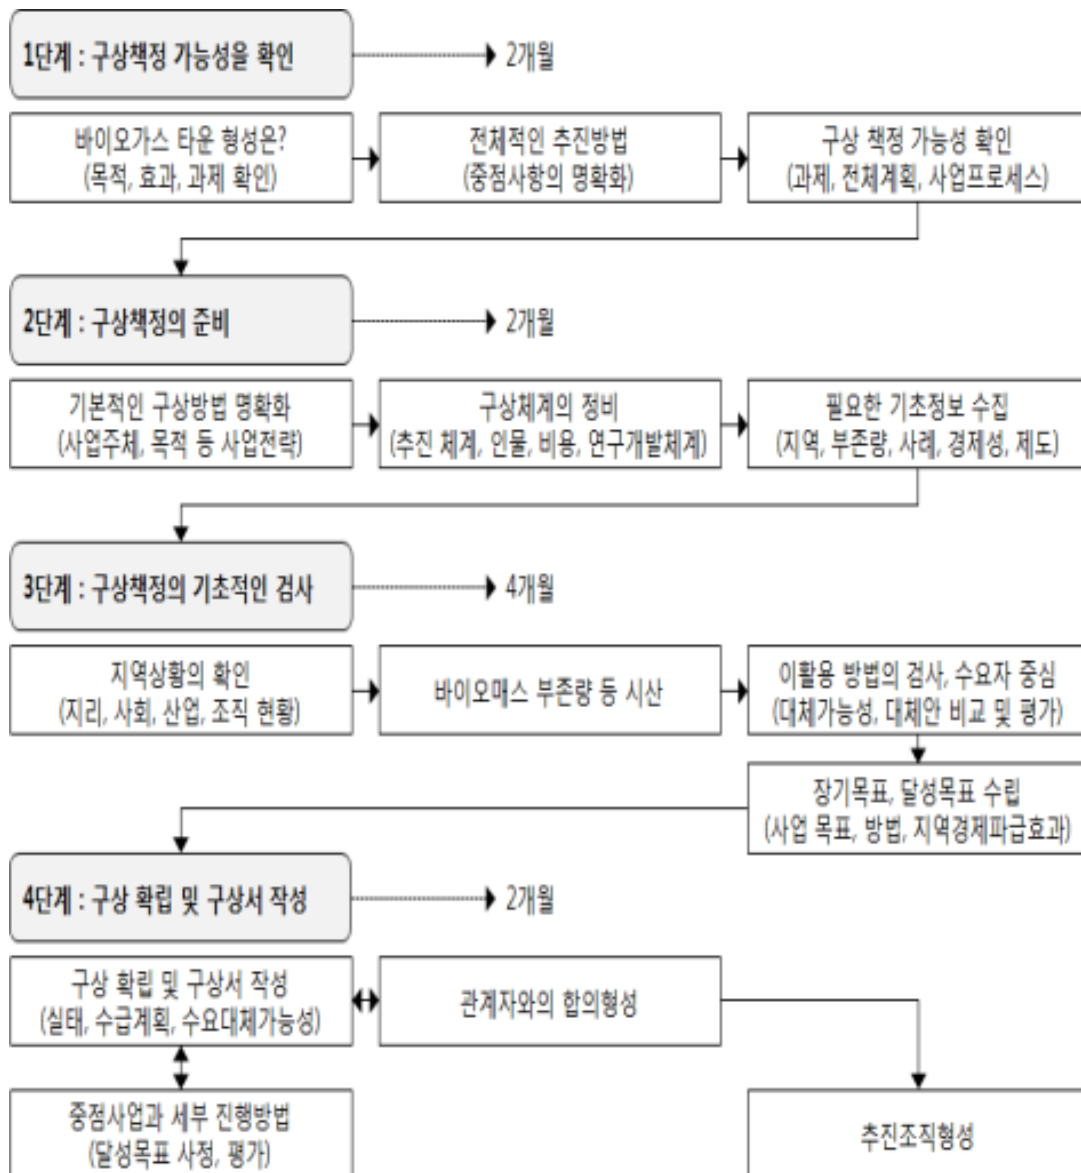 1단계 : 구상책정 가능성을 확인
2개월
바이오가스 타운 형성은?
(목적, 효과, 과제 확인)
전체적인 추진방법
(중점사항의 명확화)
구상 책정 가능성 확인
(과제, 전체계획, 사업프로세스)
2단계 : 구상책정의 준비
2개월
기본적인 구상방법 명확화
(사업주체, 목적 등 사업전략)
구상체계의 정비
(추진 체계, 인물, 비용, 연구개발체계)
필요한 기초정보 수집
(지역, 부존량, 사례, 경제성, 제도)
3단계 : 구상책정의 기초적인 검사
4개월
지역상황의 확인
(지리, 사회, 산업, 조직 현황)
바이오매스 부존량 등 시산
이활용 방법의 검사, 수요자 중심
(대체가능성, 대체안 비교 및 평가)
장기목표, 달성목표 수립
(사업 목표, 방법, 지역경제파급효과)
4단계 : 구상 확립 및 구상서 작성
2개월
구상 확립 및 구상서 작성
(실태, 수급계획, 수요대체가능성)
관계자와의 합의형성
중점사업과 세부 진행방법
(달성목표 사정, 평가)
추진조직형성